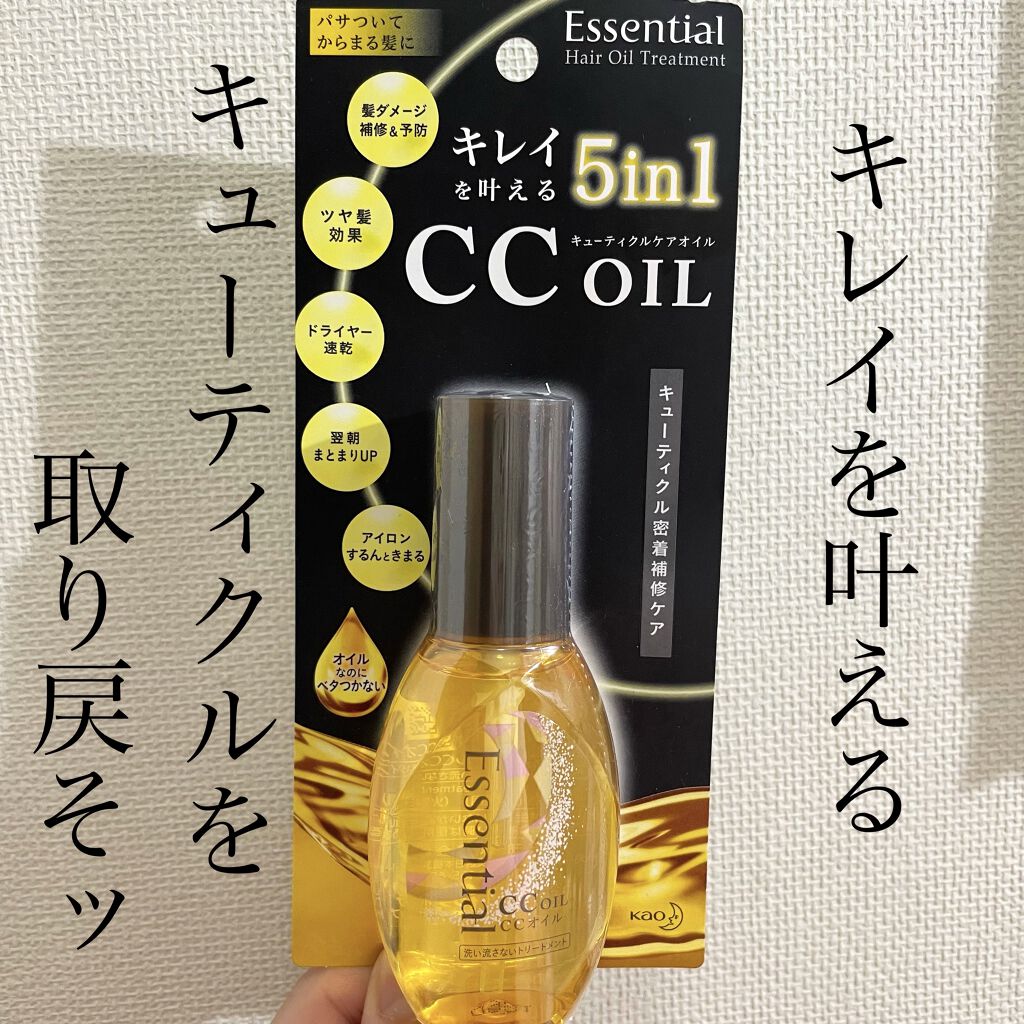 キレイを叶える
キューティクルを
取り戻そッ
パサついて
からまる髪に
Essential
Hair Oil Treatment
髪ダメージ
補修&予防
キレイ
を叶える
5in1
ツヤ髪
効果
キューティクルケアオイル
CC OIL
ドライヤー
速乾
翌朝
まとまりUP
アイロン
するんときまる
キューティクル密着補修ケア
オイル
なのに
ベタつかない
Essential
CC OIL
CCオイル
洗い流さないトリートメント
Kao